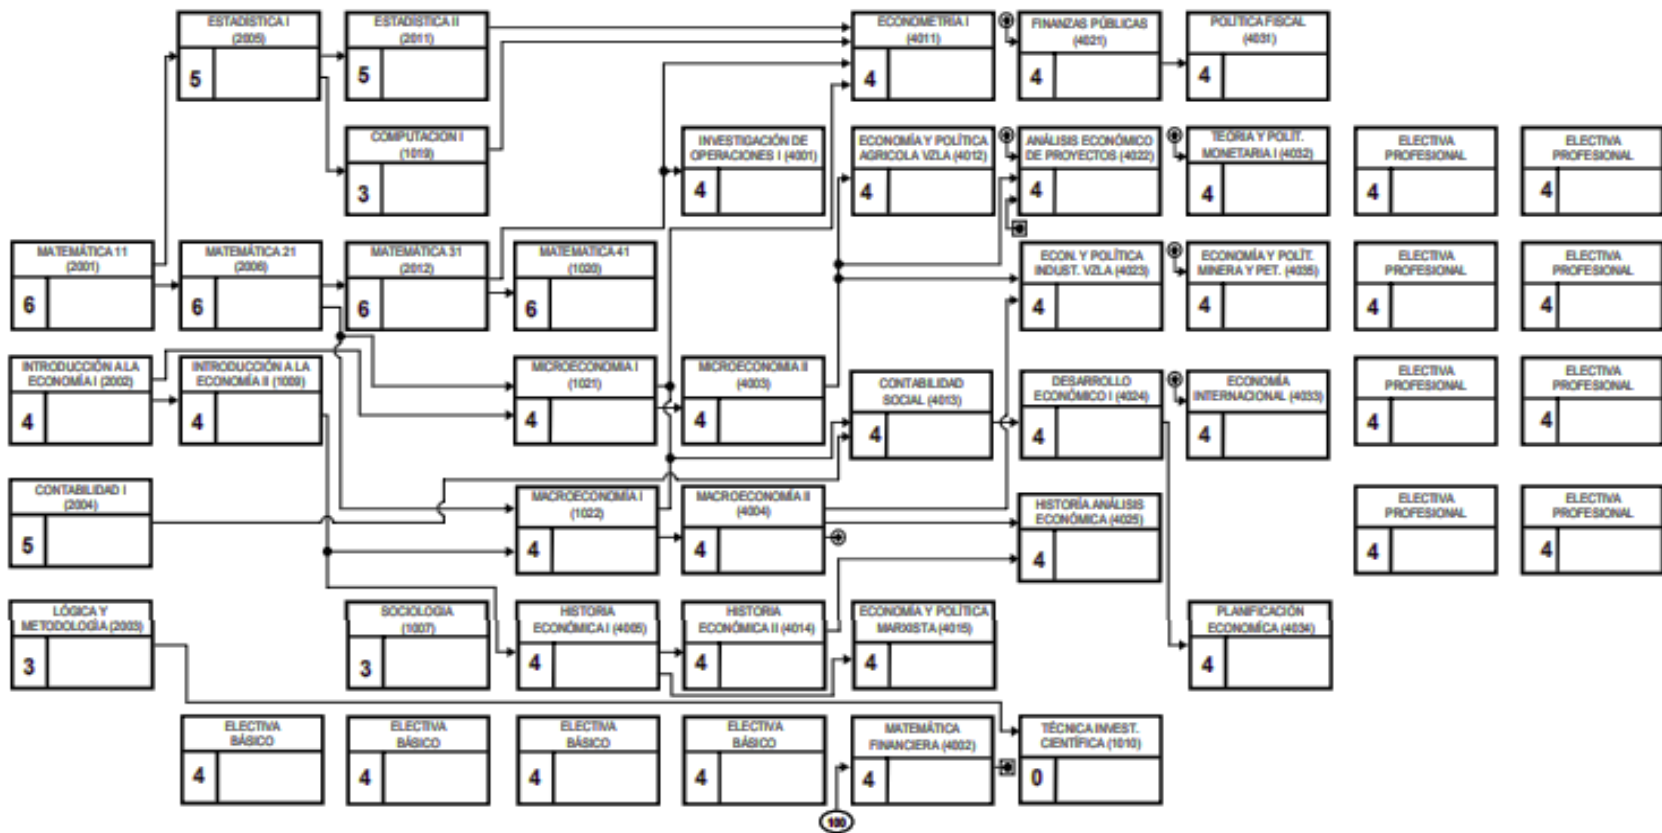 ESTADÍSTICA I
(2005)
5
ESTADÍSTICA II
(2011)
5
ECONOMETRIA I
(4011)
4
FINANZAS PÚBLICAS
(4021)
4
POLÍTICA FISCAL
(4031)
4
COMPUTACION I
(1019)
3
INVESTIGACIÓN DE
OPERACIONES I (4001)
4
ECONOMÍA Y POLÍTICA
AGRICOLA VZLA (4012)
4
ANÁLISIS ECONÓMICO
DE PROYECTOS (4022)
4
TEORIA Y POLIT.
MONETARIA I (4032)
4
ELECTIVA
PROFESIONAL
4
ELECTIVA
PROFESIONAL
4
MATEMÁTICA 11
(2001)
6
MATEMÁTICA 21
(2006)
6
MATEMÁTICA 31
(2012)
6
MATEMATICA 41
(1020)
6
ECON. Y POLÍTICA
INDUST. VZLA (4023)
4
ECONOMÍA Y POLÍT.
MINERA Y PET. (4035)
4
ELECTIVA
PROFESIONAL
4
ELECTIVA
PROFESIONAL
4
INTRODUCCIÓN A LA
ECONOMÍA I (2002)
4
INTRODUCCIÓN A LA
ECONOMÍA II (1009)
4
MICROECONOMIA I
(1021)
4
MICROECONOMIA II
(4003)
4
CONTABILIDAD
SOCIAL (4013)
4
DESARROLLO
ECONÓMICO I (4024)
4
ECONOMÍA
INTERNACIONAL (4033)
4
ELECTIVA
PROFESIONAL
4
ELECTIVA
PROFESIONAL
4
CONTABILIDAD I
(2004)
5
MACROECONOMÍA I
(1022)
4
MACROECONOMÍA II
(4004)
4
HISTORÍA ANÁLISIS
ECONÓMICA (4025)
4
ELECTIVA
PROFESIONAL
4
ELECTIVA
PROFESIONAL
4
LÓGICA Y
METODOLOGÍA (2003)
3
SOCIOLOGIA
(1007)
3
HISTORIA
ECONÓMICA I (4005)
4
HISTORIA
ECONÓMICA II (4014)
4
ECONOMÍA Y POLÍTICA
MARXISTA (4015)
4
PLANIFICACIÓN
ECONOMÍCA (4034)
4
ELECTIVA
BÁSICO
4
ELECTIVA
BÁSICO
4
ELECTIVA
BÁSICO
4
ELECTIVA
BÁSICO
4
MATEMÁTICA
FINANCIERA (4002)
4
TÉCNICA INVEST.
CIENTÍFICA (1010)
0
100